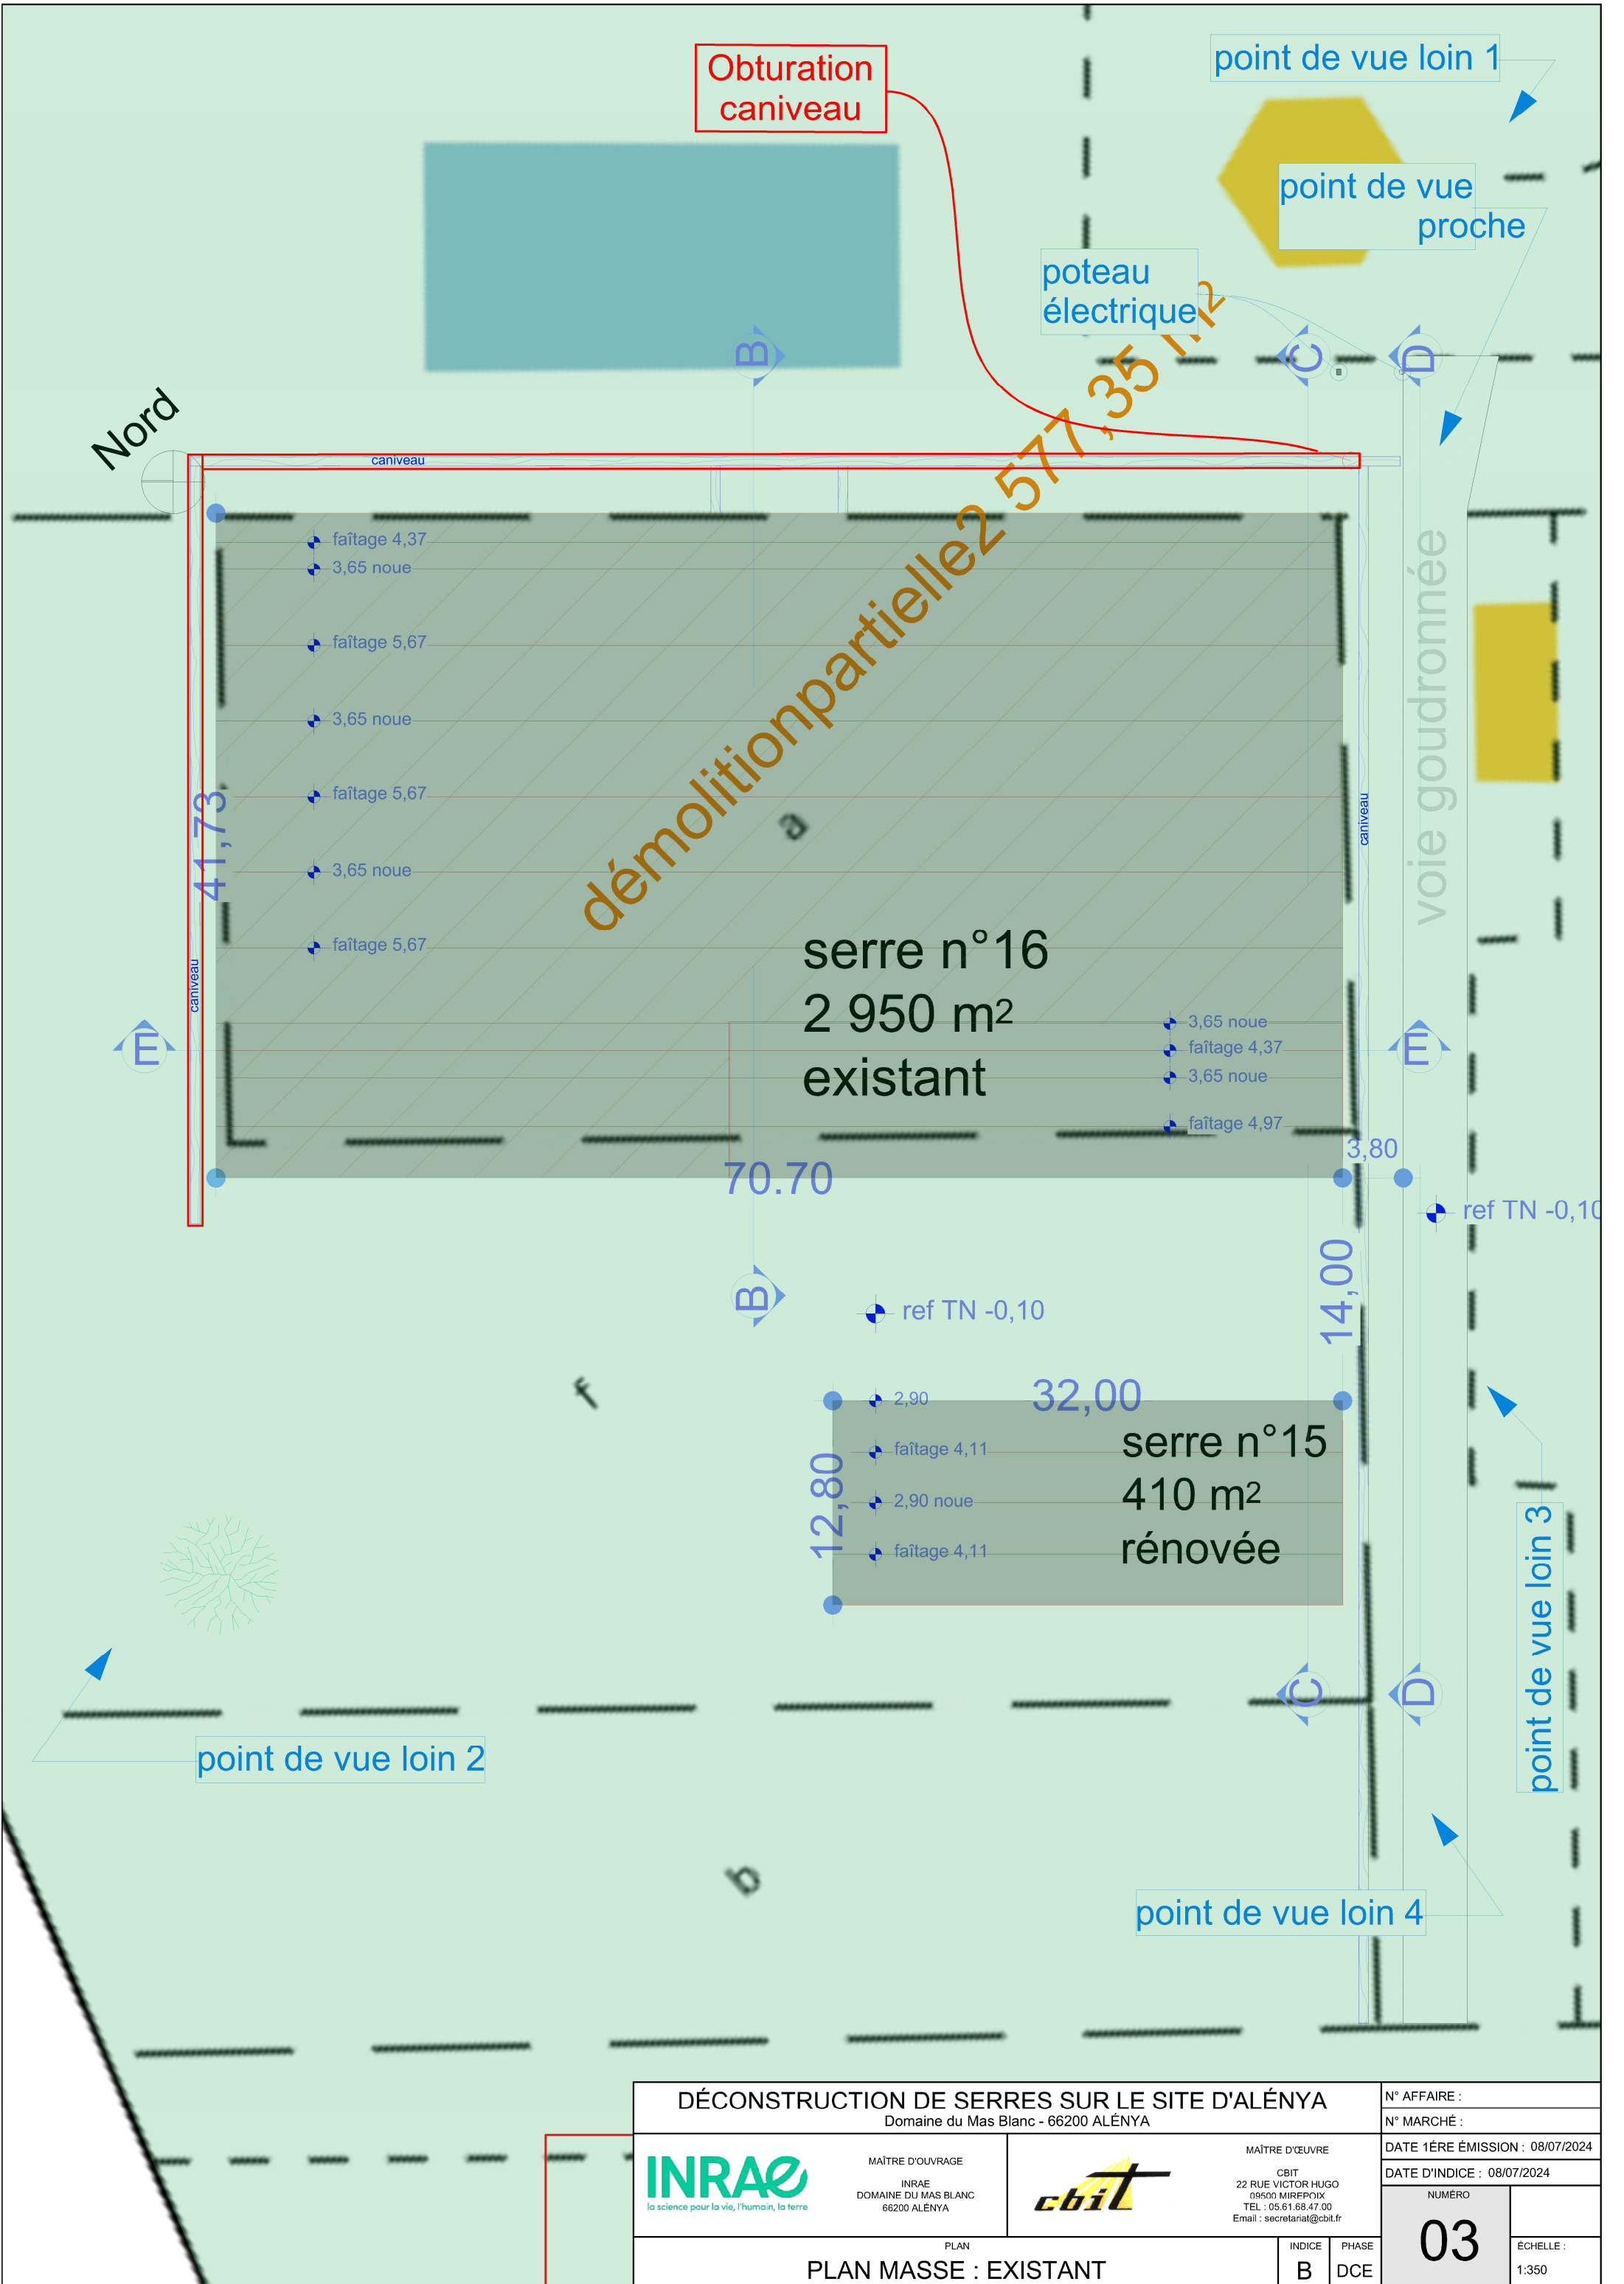 Obturation
caniveau
point de vue loin 1
point de vue
proche
poteau
électrique
B
C
D
Nord
caniveau
démolitionpartielle2 577,35 m²
faîtage 4,37
3,65 noue
faîtage 5,67
3,65 noue
faîtage 5,67
3,65 noue
faîtage 5,67
voie goudronnée
41,73
caniveau
caniveau
a
serre n°16
2 950 m²
existant
3,65 noue
faîtage 4,37
3,65 noue
faîtage 4,97
E
E
70.70
3,80
ref TN -0,10
14,00
B
ref TN -0,10
f
32,00
2,90
faîtage 4,11
2,90 noue
faîtage 4,11
12,80
serre n°15
410 m²
rénovée
point de vue loin 3
C
D
point de vue loin 2
b
point de vue loin 4
DÉCONSTRUCTION DE SERRES SUR LE SITE D'ALÉNYA
Domaine du Mas Blanc - 66200 ALÉNYA
N° AFFAIRE :
N° MARCHÉ :
DATE 1ÉRE ÉMISSION : 08/07/2024
DATE D'INDICE : 08/07/2024
INRAE
la science pour la vie, l'humain, la terre
MAÎTRE D'OUVRAGE
INRAE
DOMAINE DU MAS BLANC
66200 ALÉNYA
cbit
MAÎTRE D'ŒUVRE
CBIT
22 RUE VICTOR HUGO
09500 MIREPOIX
TEL : 05.61.68.47.00
Email : secretariat@cbit.fr
NUMÉRO
03
PLAN
PLAN MASSE : EXISTANT
INDICE
B
PHASE
DCE
ÉCHELLE :
1:350